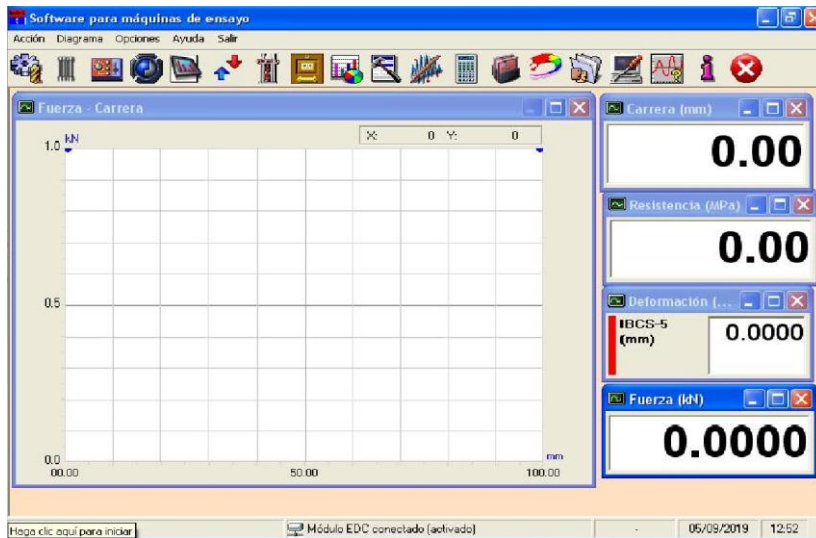 Software para máquinas de ensayo
Acción Diagrama Opciones Ayuda Salir
Fuerza - Carrera
X: 0 Y: 0
kN
1.0
0.5
0.0
00.00 50.00 100.00
mm
Carrera (mm)
0.00
Resistencia (MPa)
0.00
Deformación (...
IBCS-5
(mm)
0.0000
Fuerza (kN)
0.0000
Haga clic aquí para iniciar
Módulo EDC conectado (activado)
-
05/09/2019 12:52